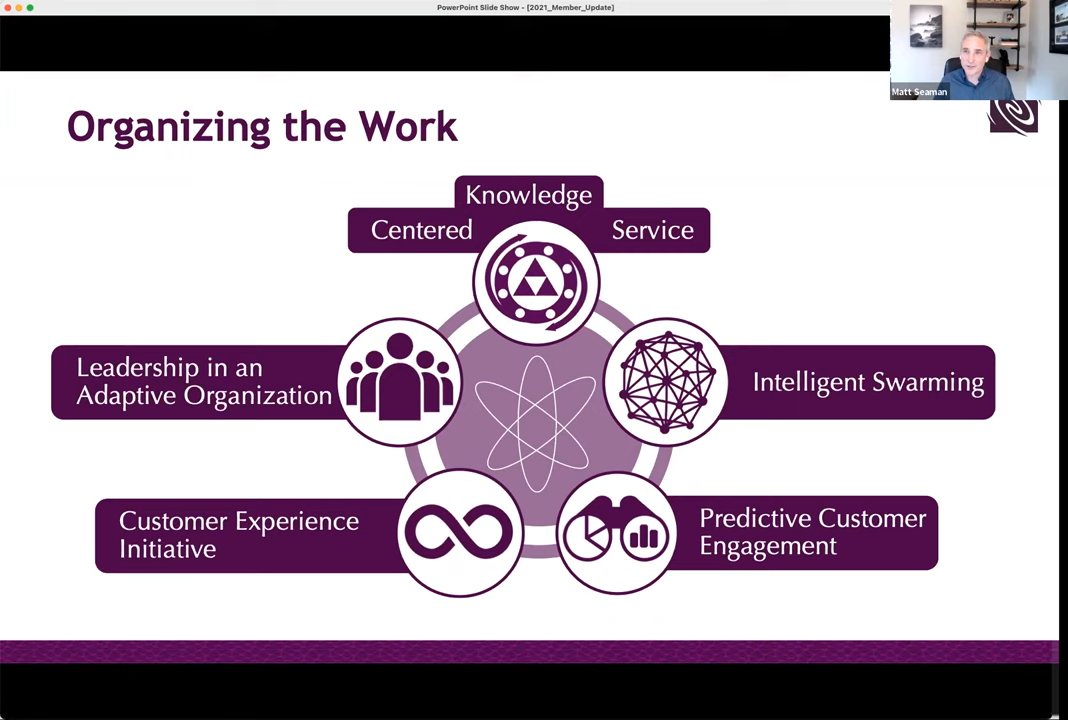 PowerPoint Slide Show - [2021_Member_Update]
Matt Seaman
Organizing the Work
Knowledge
Centered Service
Leadership in an
Adaptive Organization
Intelligent Swarming
Customer Experience
Initiative
Predictive Customer
Engagement